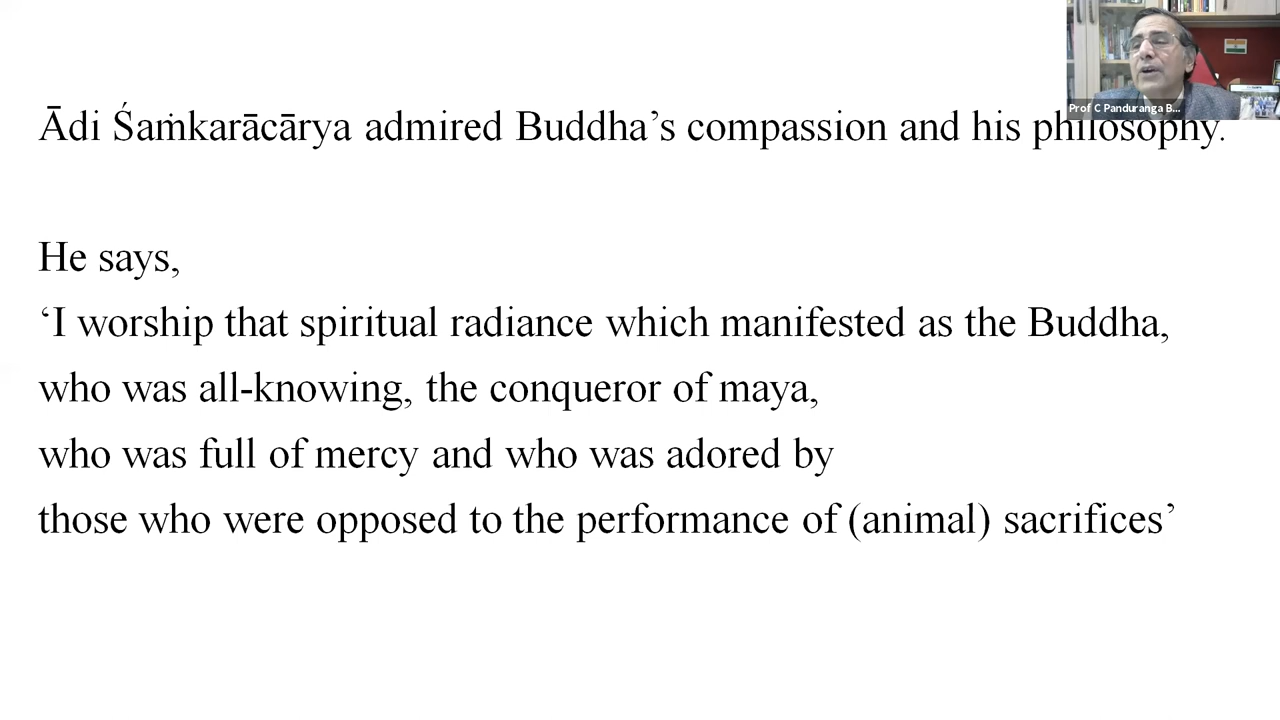 Ādi Śaṁkarācārya admired Buddha’s compassion and his philosophy.
He says,
‘I worship that spiritual radiance which manifested as the Buddha,
who was all-knowing, the conqueror of maya,
who was full of mercy and who was adored by
those who were opposed to the performance of (animal) sacrifices’
Prof C Panduranga B...